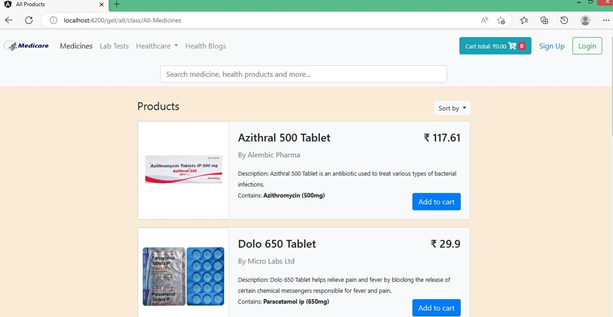 All Products
localhost:4200/get/all/class/All-Medicines
Medicare Medicines Lab Tests Healthcare Health Blogs Cart total: ₹0.00 0 Sign Up Login
Search medicine, health products and more...
Products Sort by
Azithral 500 Tablet ₹ 117.61
By Alembic Pharma
Azithromycin Tablets IP 500 mg
Azithral 500
Description: Azithral 500 Tablet is an antibiotic used to treat various types of bacterial
infections.
Contains: Azithromycin (500mg)
Add to cart
Dolo 650 Tablet ₹ 29.9
By Micro Labs Ltd
Description: Dolo 650 Tablet helps relieve pain and fever by blocking the release of
certain chemical messengers responsible for fever and pain.
Contains: Paracetamol ip (650mg)
Add to cart